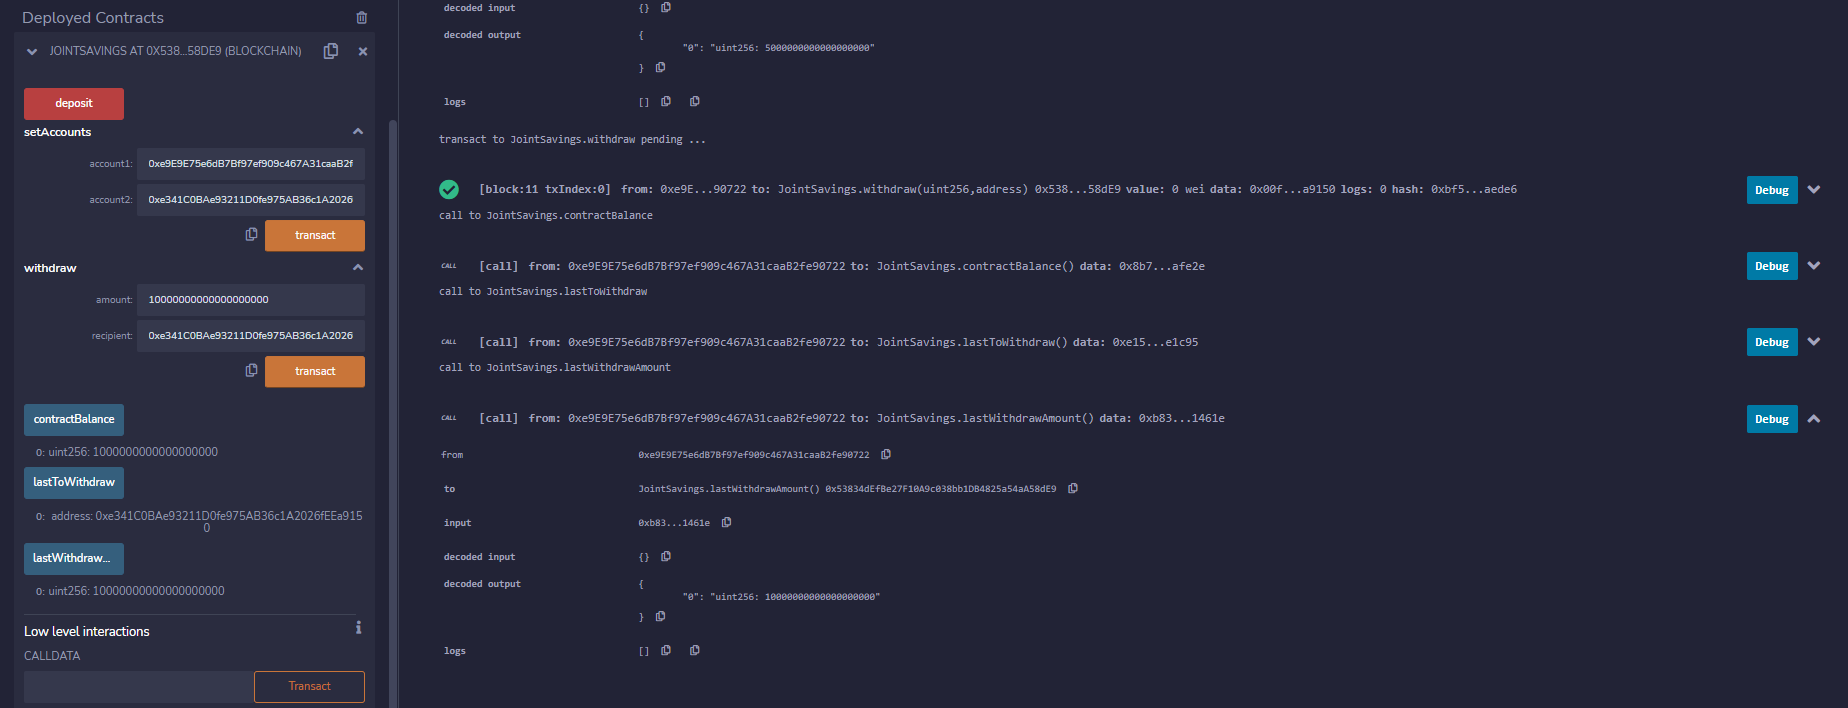 Deployed Contracts
JOINTSAVINGS AT 0X538...58DE9 (BLOCKCHAIN)
deposit
setAccounts
account1: 0xe9E9E75e6dB7Bf97ef909c467A31caaB2f
account2: 0xe341C0BAe93211D0fe975AB36c1A2026
transact
withdraw
amount: 10000000000000000000
recipient: 0xe341C0BAe93211D0fe975AB36c1A2026
transact
contractBalance
0: uint256: 1000000000000000000
lastToWithdraw
0: address: 0xe341C0BAe93211D0fe975AB36c1A2026fEEa915
0
lastWithdraw...
0: uint256: 10000000000000000000
Low level interactions
CALLDATA
Transact
decoded input {}
decoded output {
"0": "uint256: 5000000000000000000"
}
logs []
transact to JointSavings.withdraw pending ...
[block:11 txIndex:0] from: 0xe9E...90722 to: JointSavings.withdraw(uint256,address) 0x538...58dE9 value: 0 wei data: 0x00f...a9150 logs: 0 hash: 0xbf5...aede6
Debug
call to JointSavings.contractBalance
CALL [call] from: 0xe9E9E75e6dB7Bf97ef909c467A31caaB2fe90722 to: JointSavings.contractBalance() data: 0x8b7...afe2e
Debug
call to JointSavings.lastToWithdraw
CALL [call] from: 0xe9E9E75e6dB7Bf97ef909c467A31caaB2fe90722 to: JointSavings.lastToWithdraw() data: 0xe15...e1c95
Debug
call to JointSavings.lastWithdrawAmount
CALL [call] from: 0xe9E9E75e6dB7Bf97ef909c467A31caaB2fe90722 to: JointSavings.lastWithdrawAmount() data: 0xb83...1461e
Debug
from 0xe9E9E75e6dB7Bf97ef909c467A31caaB2fe90722
to JointSavings.lastWithdrawAmount() 0x53834dEfBe27F10A9c038bb1DB4825a54aA58dE9
input 0xb83...1461e
decoded input {}
decoded output {
"0": "uint256: 10000000000000000000"
}
logs []